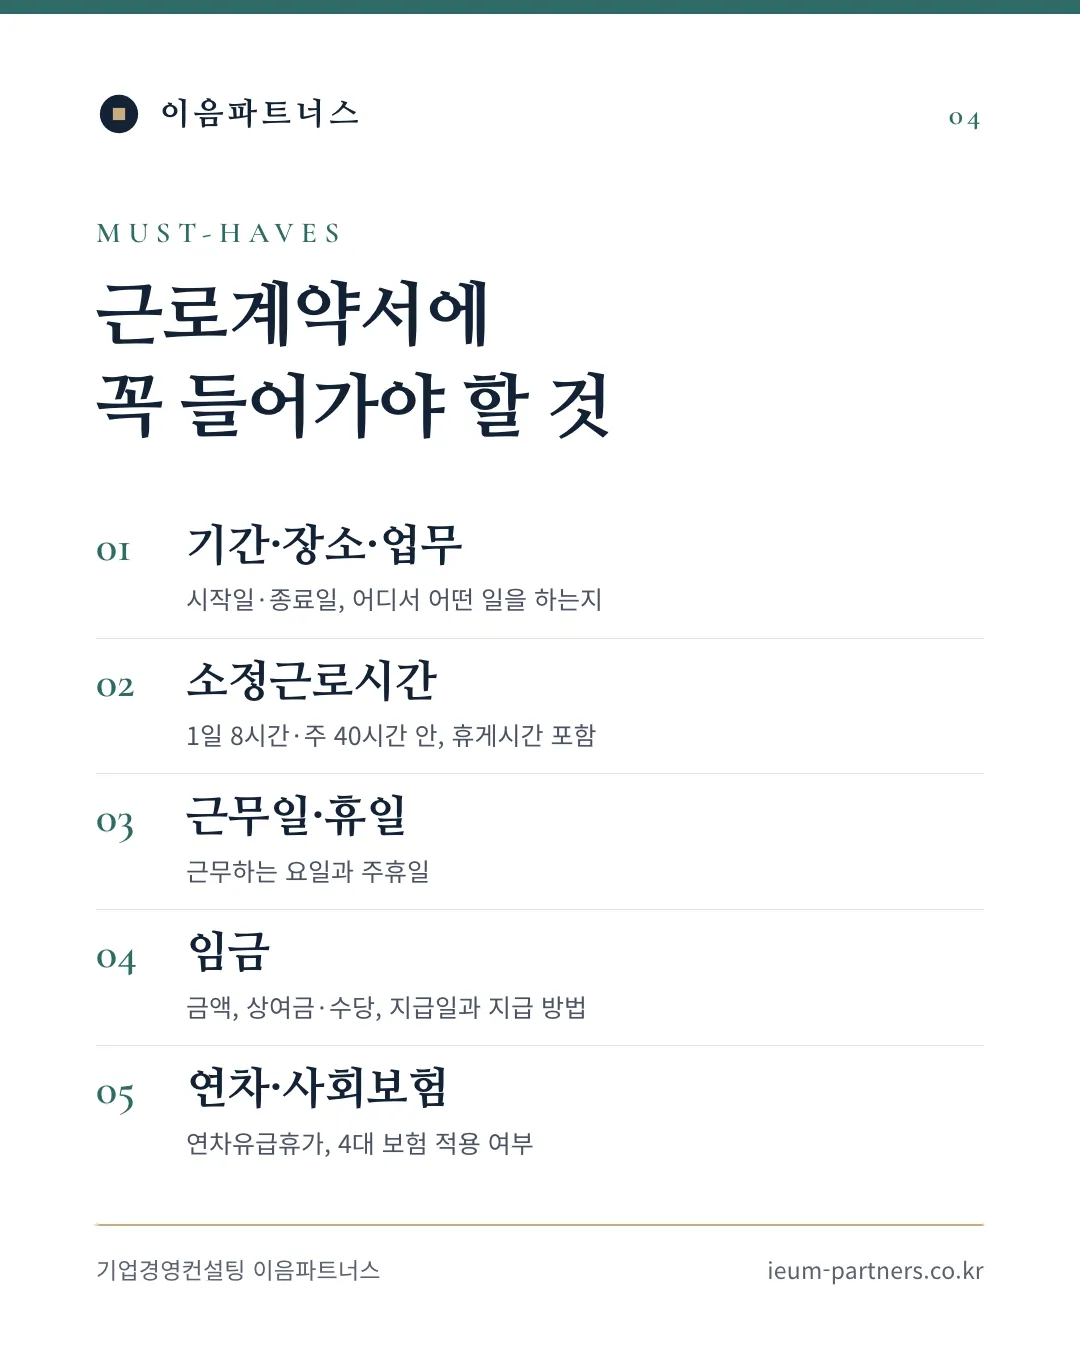 이음파트너스
04
MUST-HAVES
근로계약서에
꼭 들어가야 할 것
01
기간·장소·업무
시작일·종료일, 어디서 어떤 일을 하는지
02
소정근로시간
1일 8시간·주 40시간 안, 휴게시간 포함
03
근무일·휴일
근무하는 요일과 주휴일
04
임금
금액, 상여금·수당, 지급일과 지급 방법
05
연차·사회보험
연차유급휴가, 4대 보험 적용 여부
기업경영컨설팅 이음파트너스
ieum-partners.co.kr